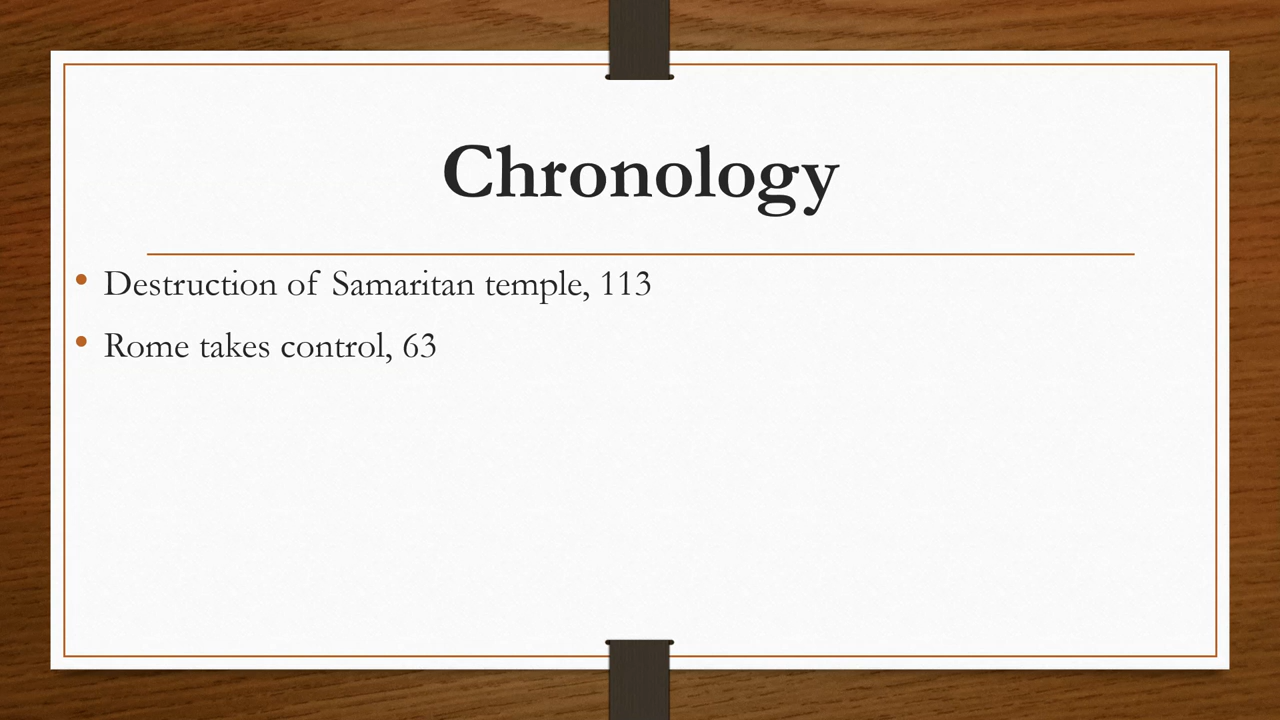 Chronology
• Destruction of Samaritan temple, 113
• Rome takes control, 63